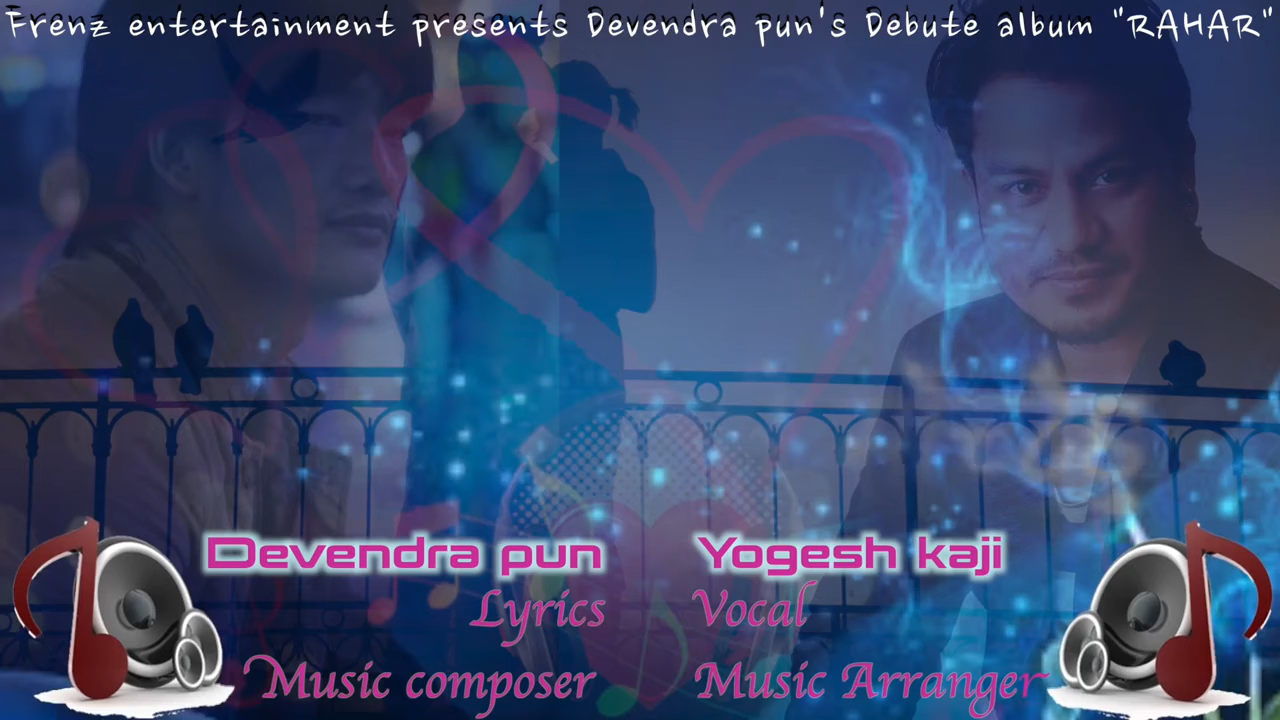 Frenz entertainment presents Devendra pun's Debute album "RAHAR"
Devendra pun
Lyrics
Music composer
Yogesh kaji
Vocal
Music Arranger